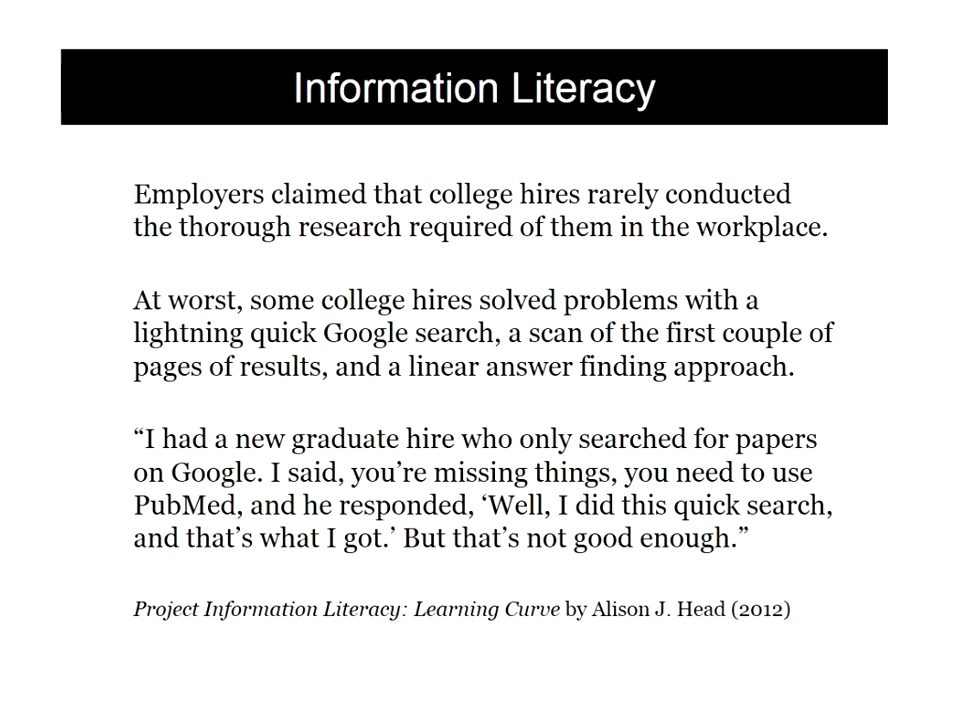 Information Literacy
Employers claimed that college hires rarely conducted
the thorough research required of them in the workplace.
At worst, some college hires solved problems with a
lightning quick Google search, a scan of the first couple of
pages of results, and a linear answer finding approach.
“I had a new graduate hire who only searched for papers
on Google. I said, you’re missing things, you need to use
PubMed, and he responded, ‘Well, I did this quick search,
and that’s what I got.’ But that’s not good enough.”
Project Information Literacy: Learning Curve by Alison J. Head (2012)